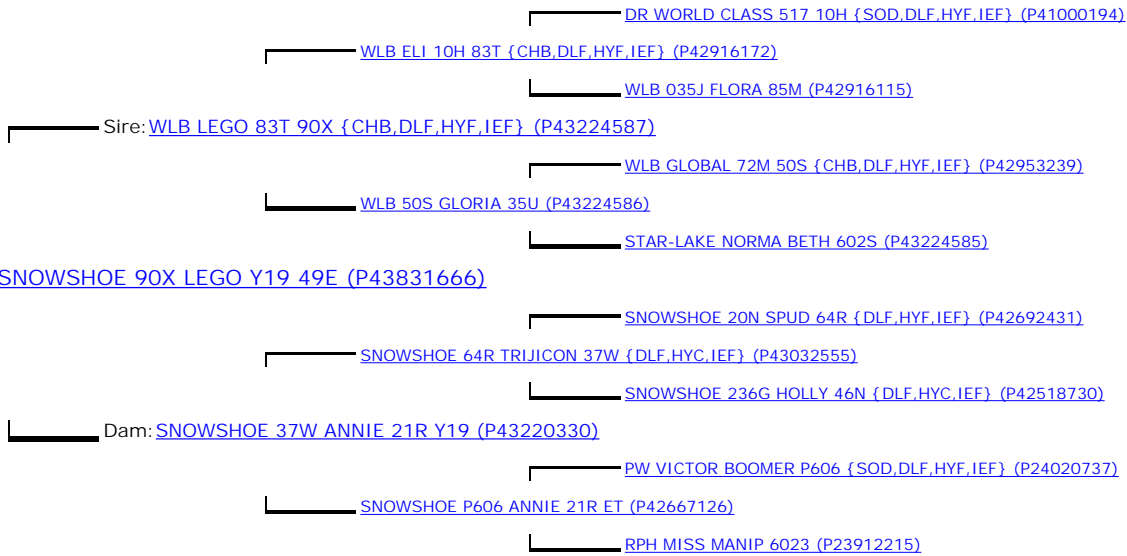 DR WORLD CLASS 517 10H {SOD,DLF,HYF,IEF} (P41000194)
WLB ELI 10H 83T {CHB,DLF,HYF,IEF} (P42916172)
WLB 035J FLORA 85M (P42916115)
Sire: WLB LEGO 83T 90X {CHB,DLF,HYF,IEF} (P43224587)
WLB GLOBAL 72M 50S {CHB,DLF,HYF,IEF} (P42953239)
WLB 50S GLORIA 35U (P43224586)
STAR-LAKE NORMA BETH 602S (P43224585)
SNOWSHOE 90X LEGO Y19 49E (P43831666)
SNOWSHOE 20N SPUD 64R {DLF,HYF,IEF} (P42692431)
SNOWSHOE 64R TRIJICON 37W {DLF,HYC,IEF} (P43032555)
SNOWSHOE 236G HOLLY 46N {DLF,HYC,IEF} (P42518730)
Dam: SNOWSHOE 37W ANNIE 21R Y19 (P43220330)
PW VICTOR BOOMER P606 {SOD,DLF,HYF,IEF} (P24020737)
SNOWSHOE P606 ANNIE 21R ET (P42667126)
RPH MISS MANIP 6023 (P23912215)